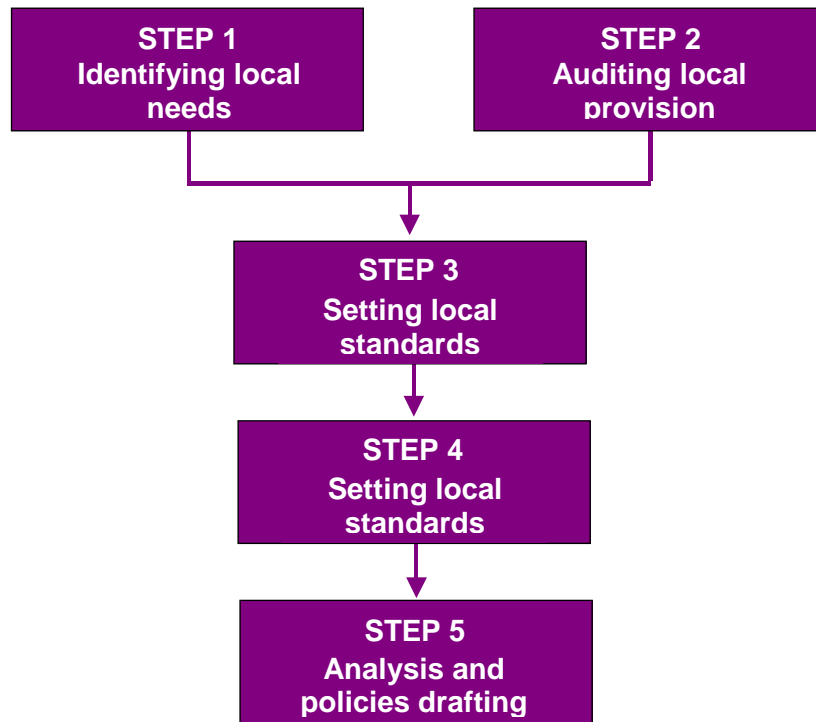 STEP 1
Identifying local
needs
STEP 2
Auditing local
provision
STEP 3
Setting local
standards
STEP 4
Setting local
standards
STEP 5
Analysis and
policies drafting